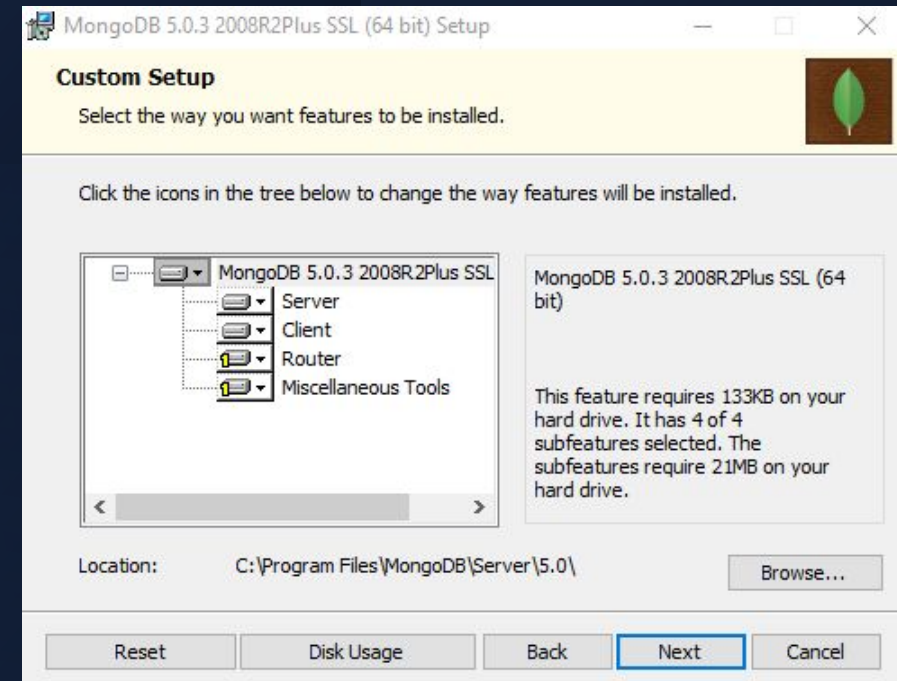 MongoDB 5.0.3 2008R2Plus SSL (64 bit) Setup
Custom Setup
Select the way you want features to be installed.
Click the icons in the tree below to change the way features will be installed.
MongoDB 5.0.3 2008R2Plus SSL
Server
Client
Router
Miscellaneous Tools
MongoDB 5.0.3 2008R2Plus SSL (64
bit)
This feature requires 133KB on your
hard drive. It has 4 of 4
subfeatures selected. The
subfeatures require 21MB on your
hard drive.
Location: C:\Program Files\MongoDB\Server\5.0\
Browse...
Reset Disk Usage Back Next Cancel